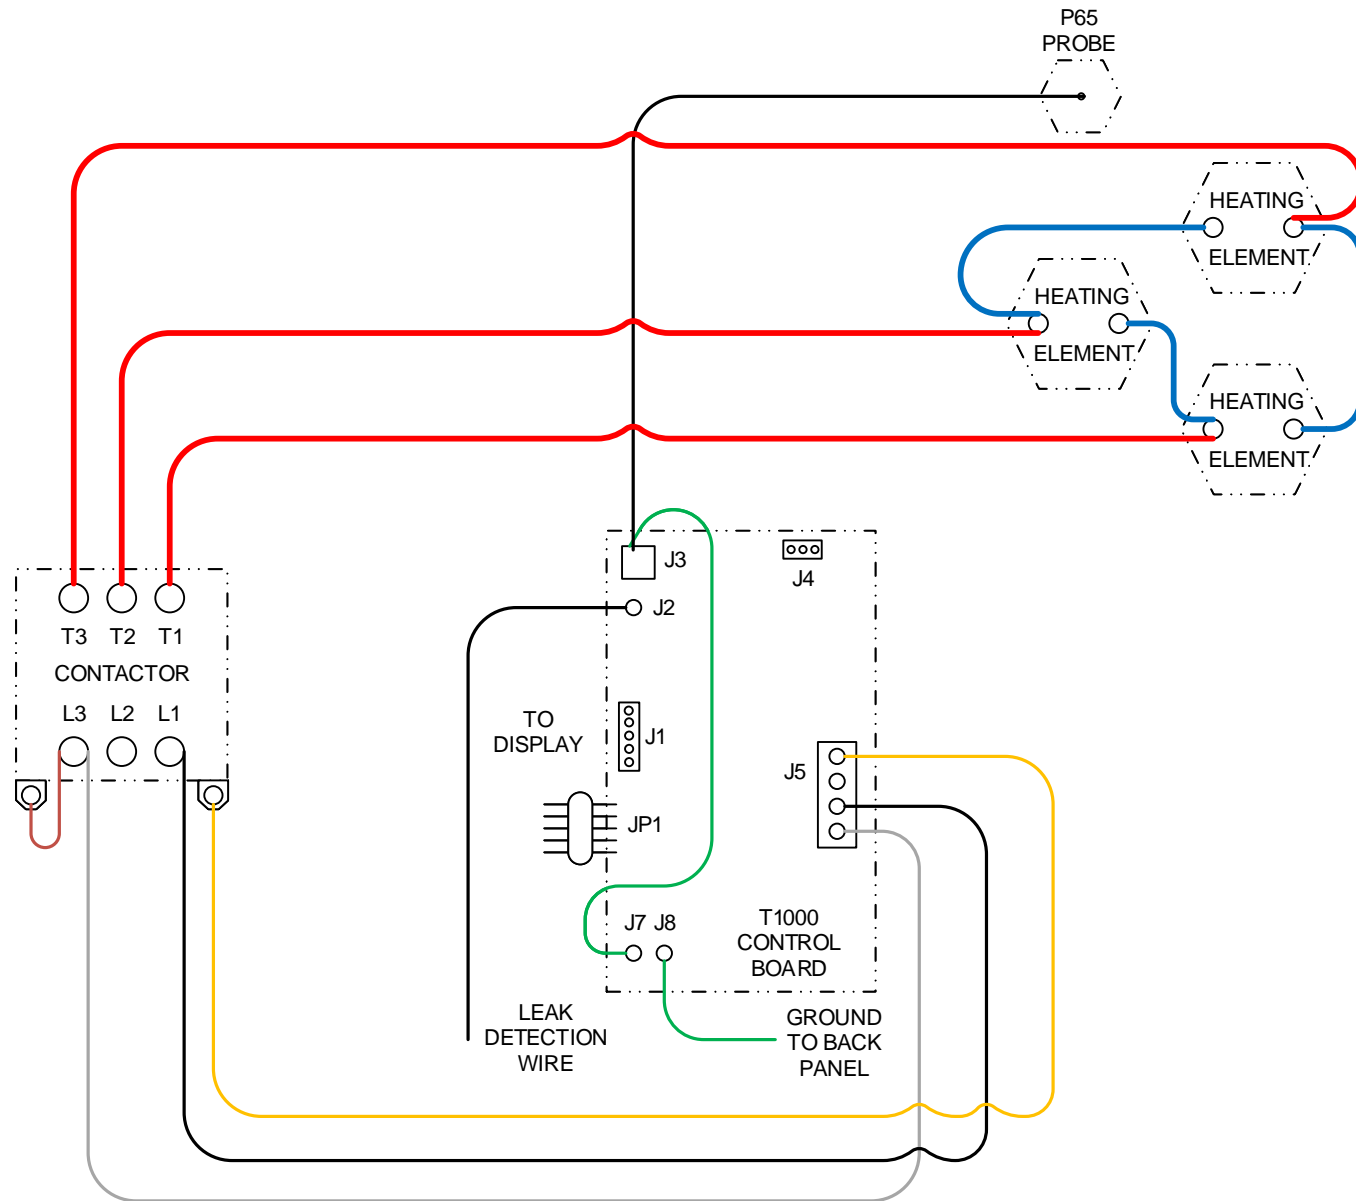 P65
PROBE
HEATING
ELEMENT
HEATING
ELEMENT
HEATING
ELEMENT
J3
J4
J2
T3 T2 T1
CONTACTOR
L3 L2 L1
TO
DISPLAY
J1
J5
JP1
J7 J8
T1000
CONTROL
BOARD
LEAK
DETECTION
WIRE
GROUND
TO BACK
PANEL